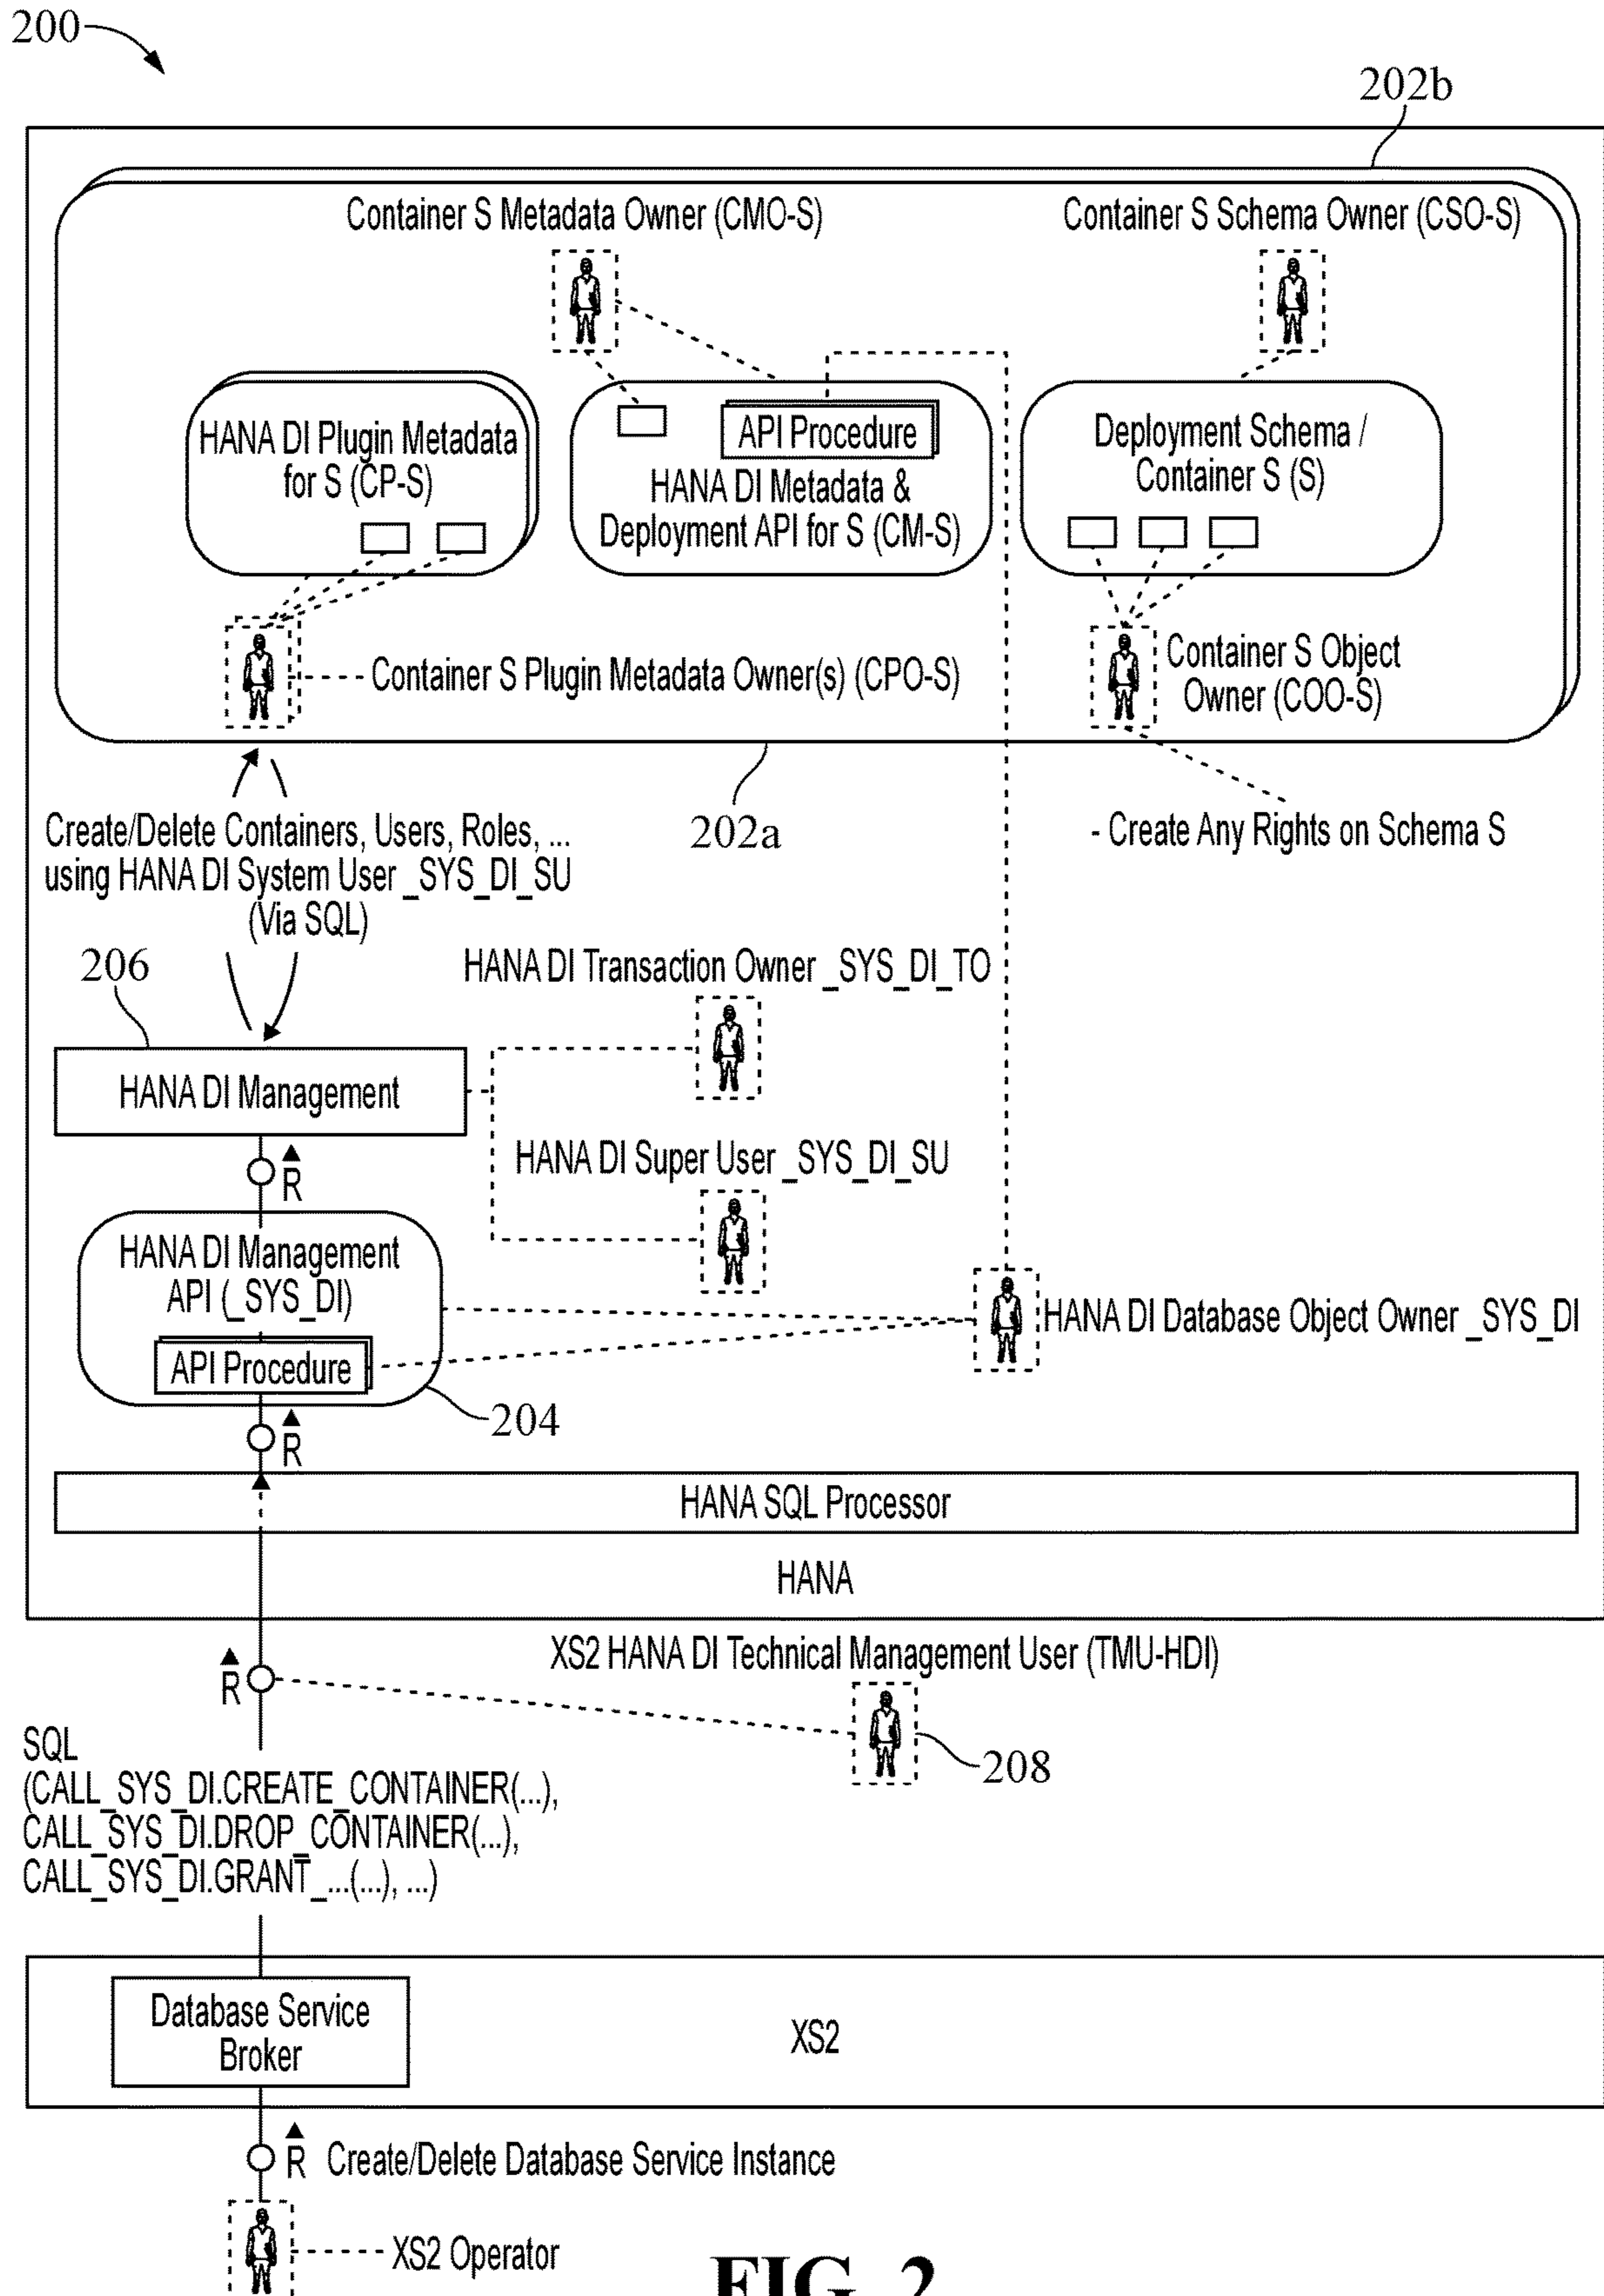 200
202b
Container S Metadata Owner (CMO-S)
Container S Schema Owner (CSO-S)
HANA DI Plugin Metadata
for S (CP-S)
API Procedure
HANA DI Metadata &
Deployment API for S (CM-S)
Deployment Schema /
Container S (S)
Container S Plugin Metadata Owner(s) (CPO-S)
Container S Object
Owner (COO-S)
202a
- Create Any Rights on Schema S
Create/Delete Containers, Users, Roles, ...
using HANA DI System User _SYS_DI_SU
(Via SQL)
206
HANA DI Transaction Owner _SYS_DI_TO
HANA DI Management
R
HANA DI Super User _SYS_DI_SU
HANA DI Management
API (_SYS_DI)
API Procedure
HANA DI Database Object Owner _SYS_DI
204
R
HANA SQL Processor
HANA
XS2 HANA DI Technical Management User (TMU-HDI)
R
208
SQL
(CALL_SYS_DI.CREATE_CONTAINER(...),
CALL_SYS_DI.DROP_CONTAINER(...),
CALL_SYS_DI.GRANT_...(...), ...)
Database Service
Broker
XS2
R Create/Delete Database Service Instance
XS2 Operator
FIG. 2